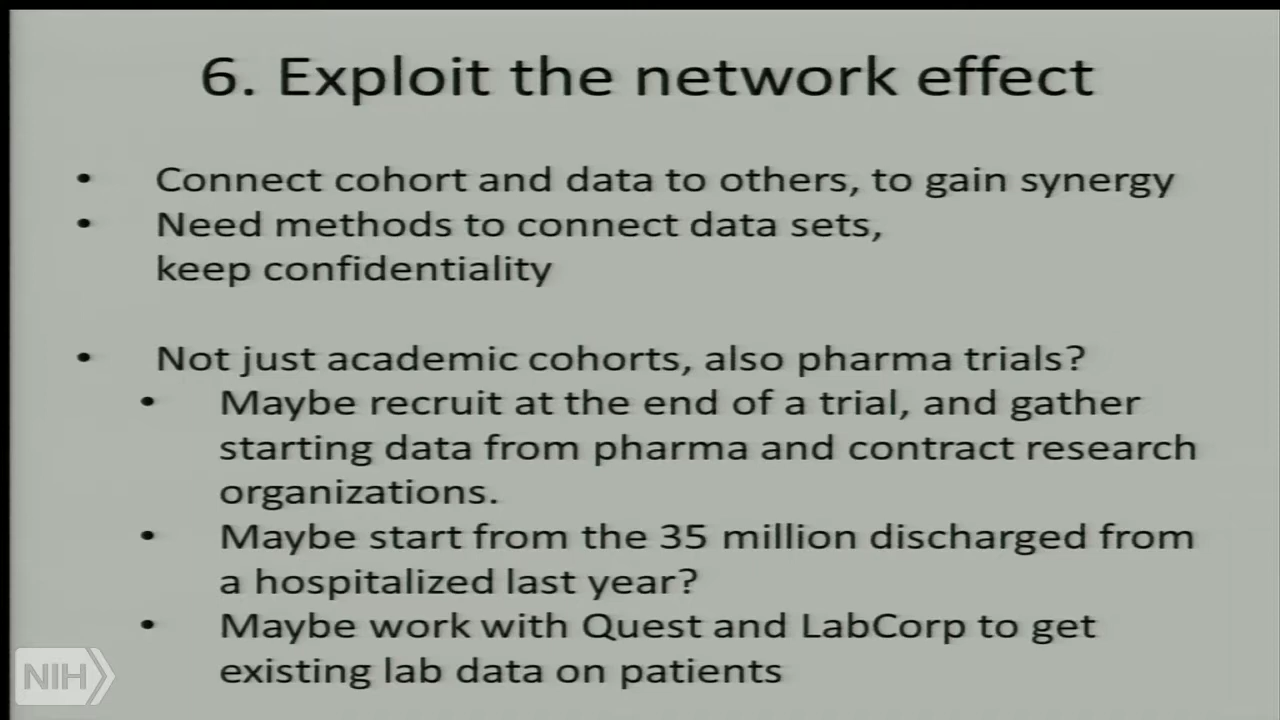 6. Exploit the network effect
• Connect cohort and data to others, to gain synergy
• Need methods to connect data sets,
keep confidentiality
• Not just academic cohorts, also pharma trials?
• Maybe recruit at the end of a trial, and gather
starting data from pharma and contract research
organizations.
• Maybe start from the 35 million discharged from
a hospitalized last year?
• Maybe work with Quest and LabCorp to get
existing lab data on patients
NIH